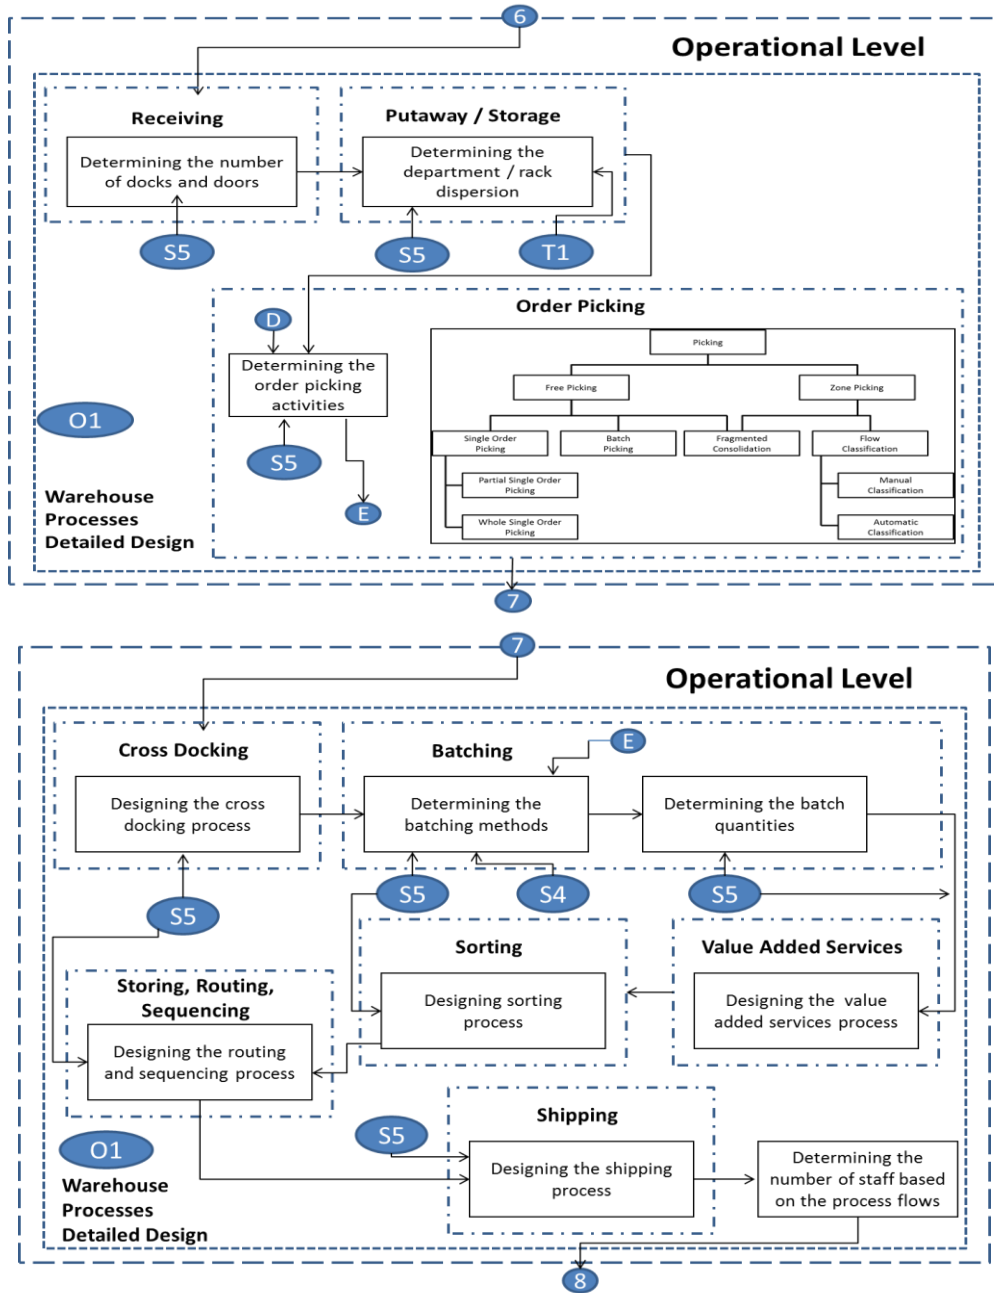 6
Operational Level
Receiving
Determining the number
of docks and doors
S5
Putaway / Storage
Determining the
department / rack
dispersion
S5
T1
Order Picking
D
Determining the
order picking
activities
S5
E
Picking
Free Picking
Zone Picking
Single Order
Picking
Batch
Picking
Fragmented
Consolidation
Flow
Classification
Partial Single Order
Picking
Manual
Classification
Whole Single Order
Picking
Automatic
Classification
O1
Warehouse
Processes
Detailed Design
7
7
Operational Level
Cross Docking
Designing the cross
docking process
S5
Batching
E
Determining the
batching methods
Determining the batch
quantities
S5
S4
S5
Sorting
Designing sorting
process
Value Added Services
Designing the value
added services process
Storing, Routing,
Sequencing
Designing the routing
and sequencing process
Shipping
S5
Designing the shipping
process
Determining the
number of staff based
on the process flows
O1
Warehouse
Processes
Detailed Design
8